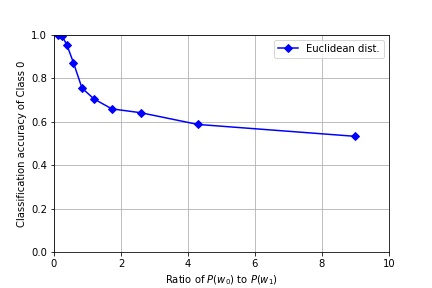 Classification accuracy of Class 0
1.0
0.8
0.6
0.4
0.2
0.0
Euclidean dist.
0 2 4 6 8 10
Ratio of P(w₀) to P(w₁)